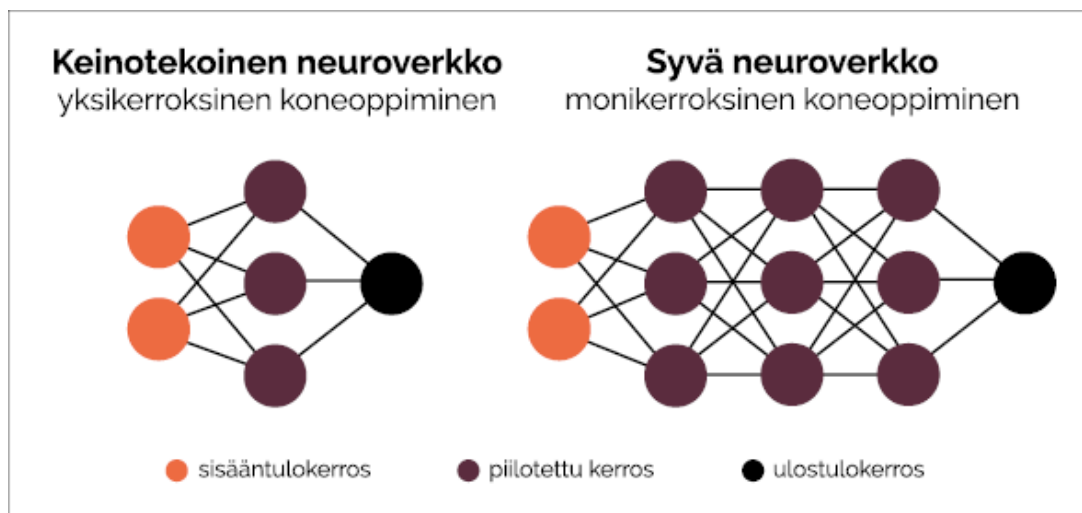 Keinotekoinen neuroverkko
yksikerroksinen koneoppiminen
Syvä neuroverkko
monikerroksinen koneoppiminen
sisääntulokerros
piilotettu kerros
ulostulokerros